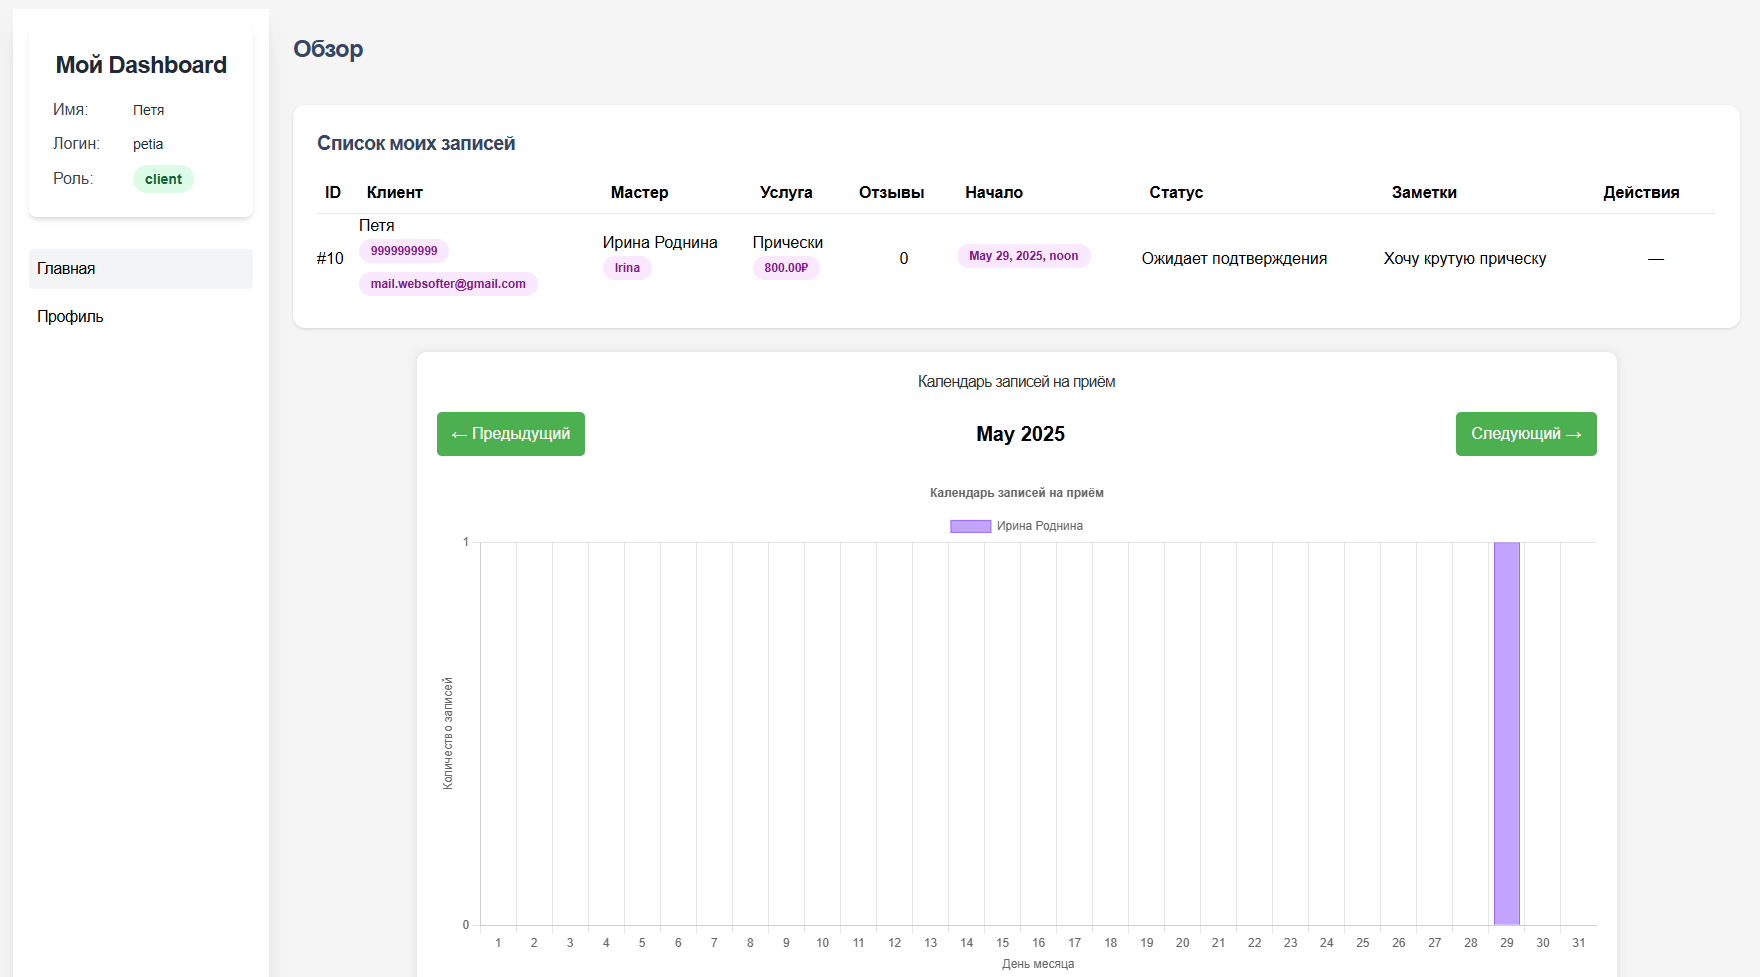 Мой Dashboard
Имя: Петя
Логин: petia
Роль: client
Главная
Профиль
Обзор
Список моих записей
ID Клиент Мастер Услуга Отзывы Начало Статус Заметки Действия
#10 Петя 9999999999 mail.websofter@gmail.com Ирина Роднина Irina Прически 800.00₽ 0 May 29, 2025, noon Ожидает подтверждения Хочу крутую прическу —
Календарь записей на приём
← Предыдущий May 2025 Следующий →
Календарь записей на приём
Ирина Роднина
1
Количество записей
0
1 2 3 4 5 6 7 8 9 10 11 12 13 14 15 16 17 18 19 20 21 22 23 24 25 26 27 28 29 30 31
День месяца